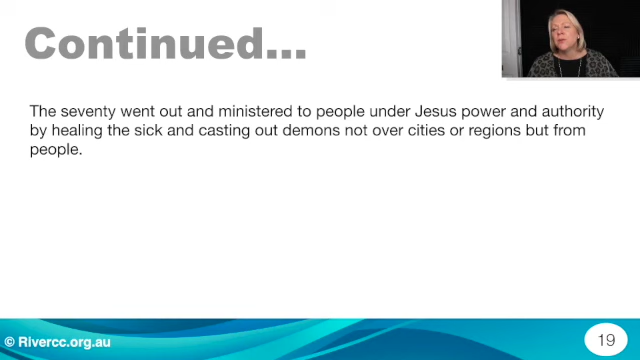 Continued...
The seventy went out and ministered to people under Jesus power and authority
by healing the sick and casting out demons not over cities or regions but from
people.
© Rivercc.org.au
19